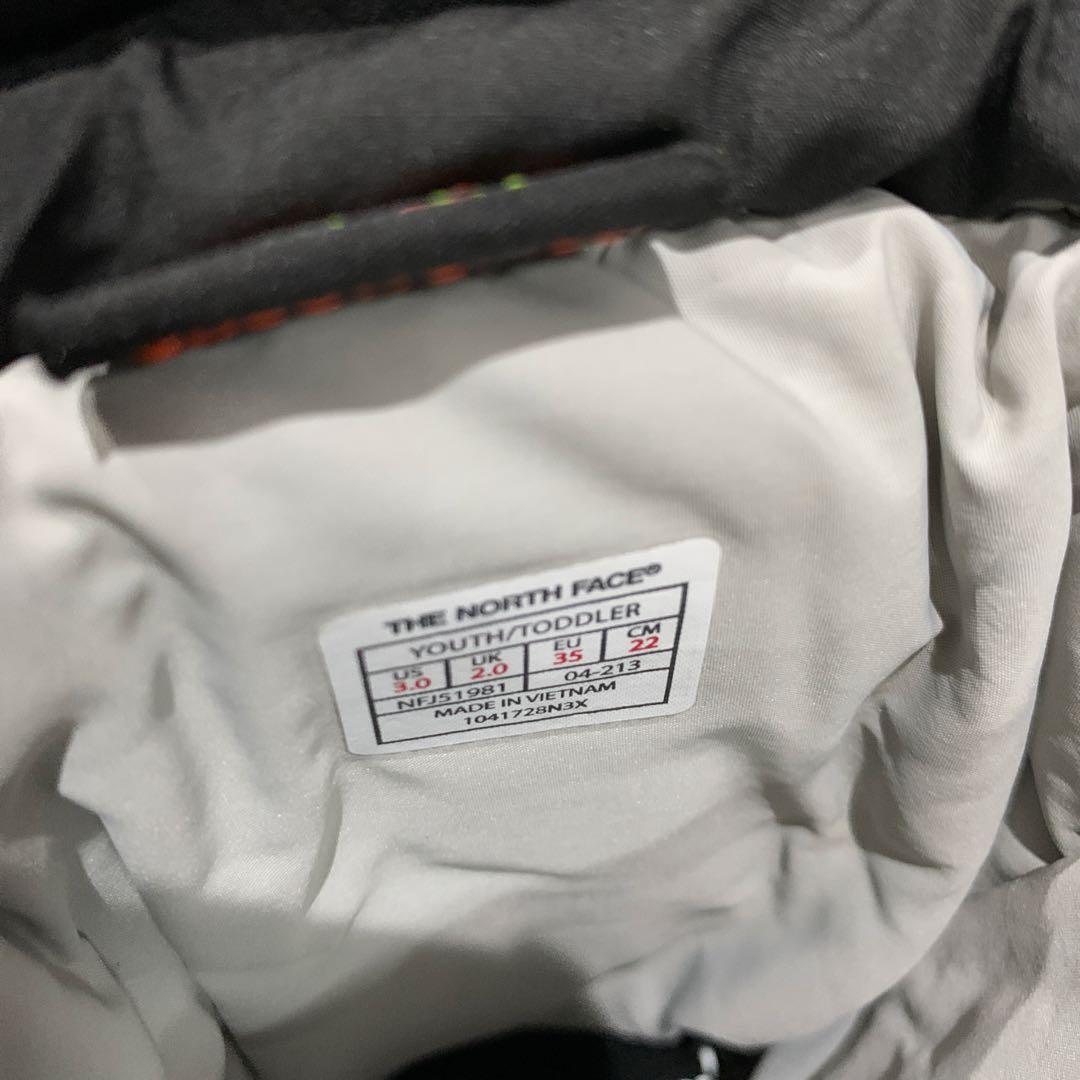 THE NORTH FACE®
YOUTH/TODDLER
US UK EU CM
3.0 2.0 35 22
NFJ51981 04-213
MADE IN VIETNAM
1041728N3X